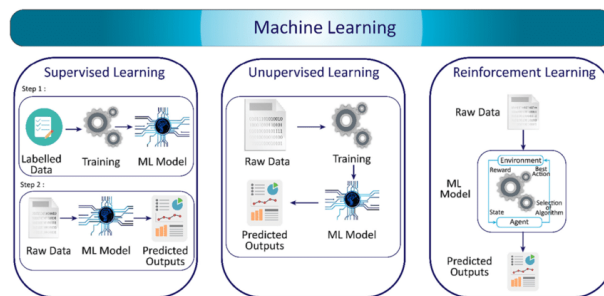 Machine Learning
Supervised Learning
Step 1 :
Labelled
Data
Training
ML Model
Step 2 :
Raw Data
ML Model
Predicted
Outputs
Unupervised Learning
Raw Data
Training
Predicted
Outputs
ML Model
Reinforcement Learning
Raw Data
ML
Model
Environment
Reward
Best
Action
State
Selection of
Algorithm
Agent
Predicted
Outputs